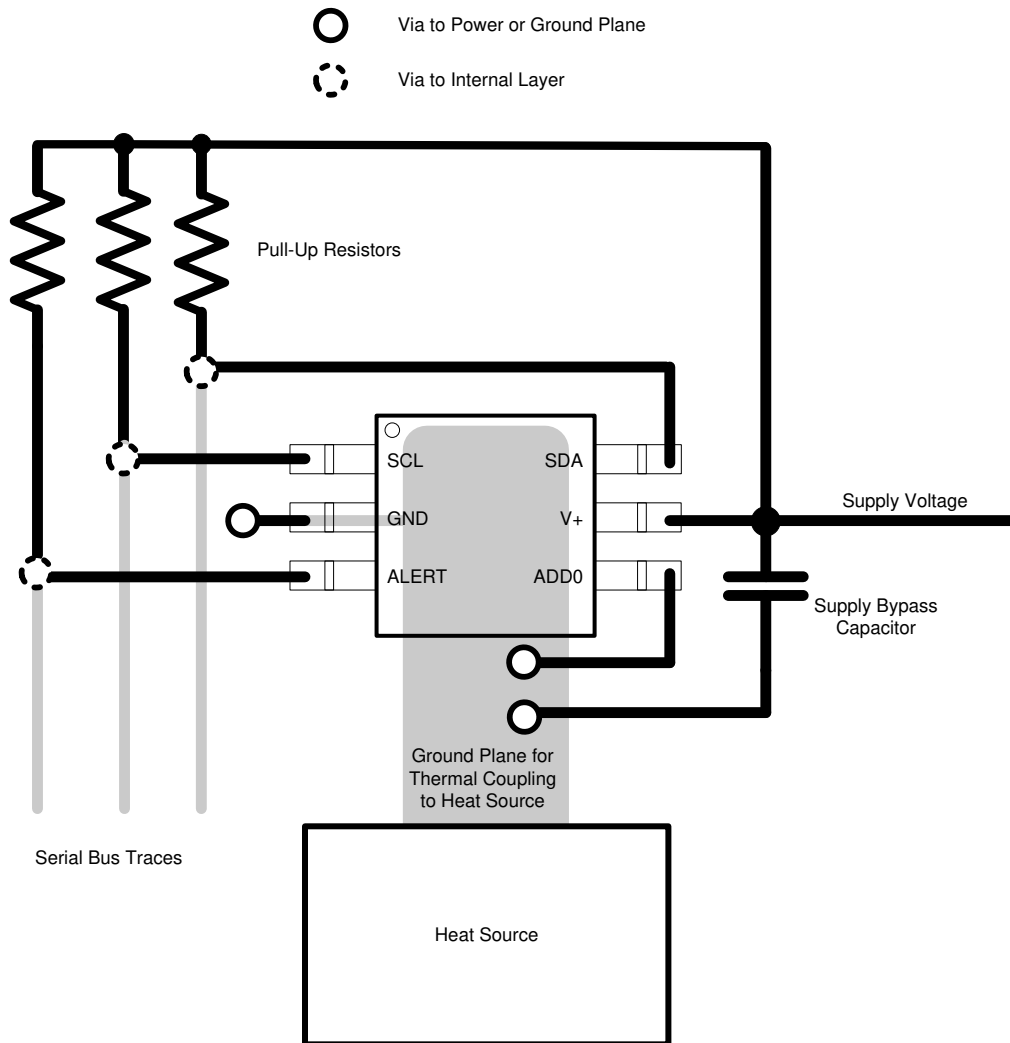 Via to Power or Ground Plane
Via to Internal Layer
Pull-Up Resistors
SCL
SDA
GND
V+
Supply Voltage
ALERT
ADD0
Supply Bypass
Capacitor
Ground Plane for
Thermal Coupling
to Heat Source
Serial Bus Traces
Heat Source